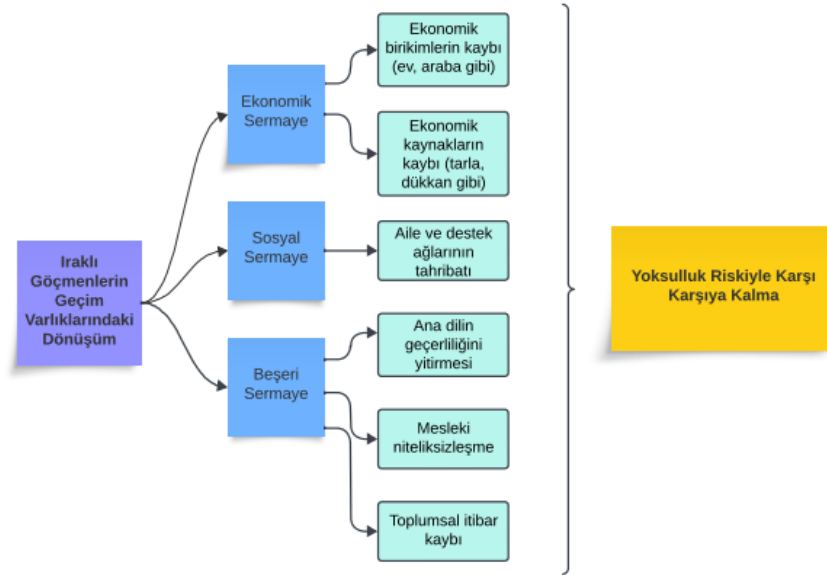 Iraklı
Göçmenlerin
Geçim
Varlıklarındaki
Dönüşüm
Ekonomik
Sermaye
Ekonomik
birikimlerin kaybı
(ev, araba gibi)
Ekonomik
kaynakların
kaybı (tarla,
dükkan gibi)
Sosyal
Sermaye
Aile ve destek
ağlarının
tahribatı
Beşeri
Sermaye
Ana dilin
geçerliliğini
yitirmesi
Mesleki
niteliksizleşme
Toplumsal itibar
kaybı
Yoksulluk Riskiyle Karşı
Karşıya Kalma